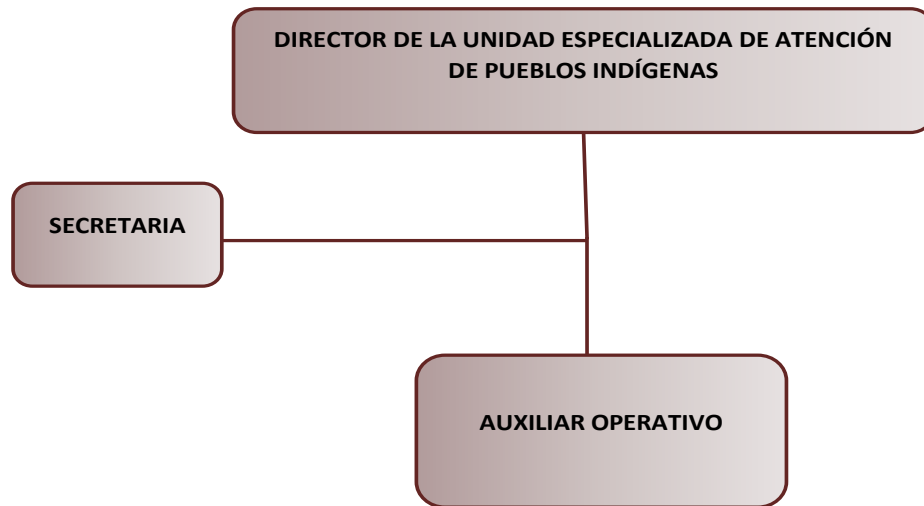 DIRECTOR DE LA UNIDAD ESPECIALIZADA DE ATENCIÓN
DE PUEBLOS INDÍGENAS
SECRETARIA
AUXILIAR OPERATIVO